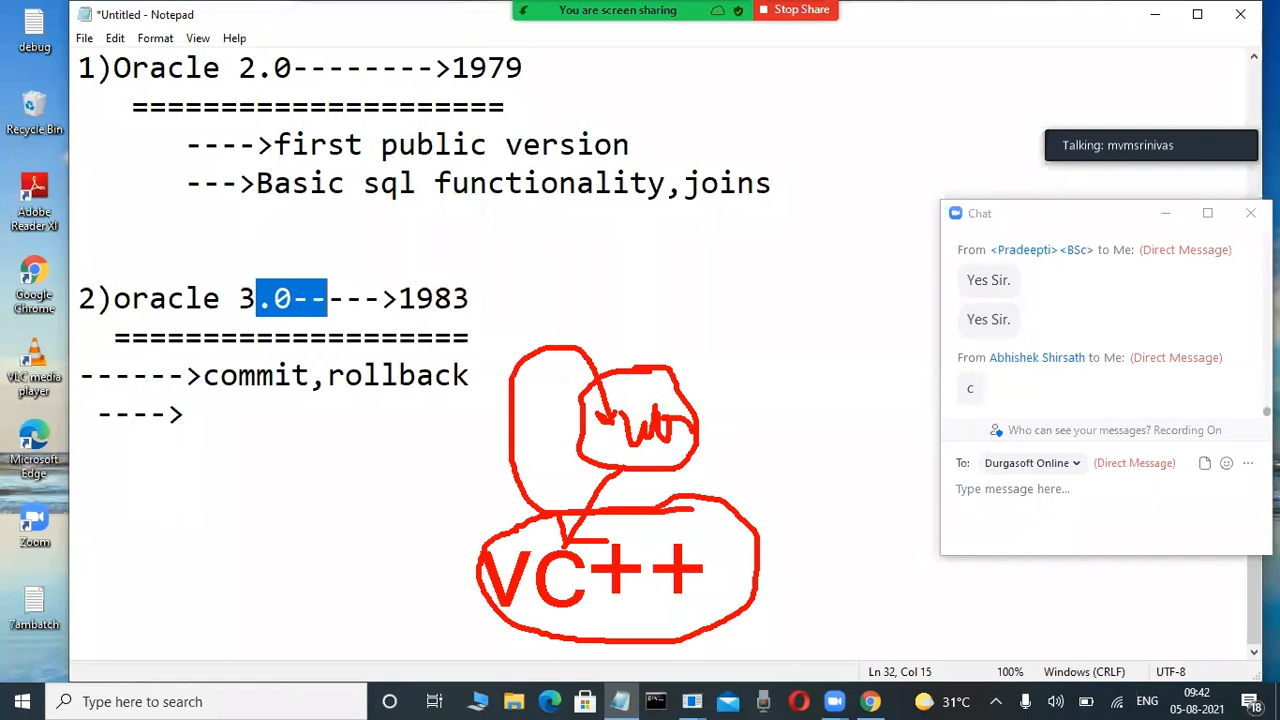 *Untitled - Notepad
You are screen sharing
Stop Share
File Edit Format View Help
1)Oracle 2.0-------->1979
=====================
---->first public version
--->Basic sql functionality,joins
2)oracle 3.0----->1983
====================
------>commit,rollback
---->
VC++
debug
Recycle Bin
Adobe
Reader XI
Google
Chrome
VLC media
player
Microsoft
Edge
Zoom
7ambatch
Talking: mvmsrinivas
Chat
From <Pradeepti><BSc> to Me: (Direct Message)
Yes Sir.
Yes Sir.
From Abhishek Shirsath to Me: (Direct Message)
c
Who can see your messages? Recording On
To: Durgasoft Online (Direct Message)
Type message here...
Ln 32, Col 15 100% Windows (CRLF) UTF-8
Type here to search
31°C ENG 09:42
05-08-2021
18